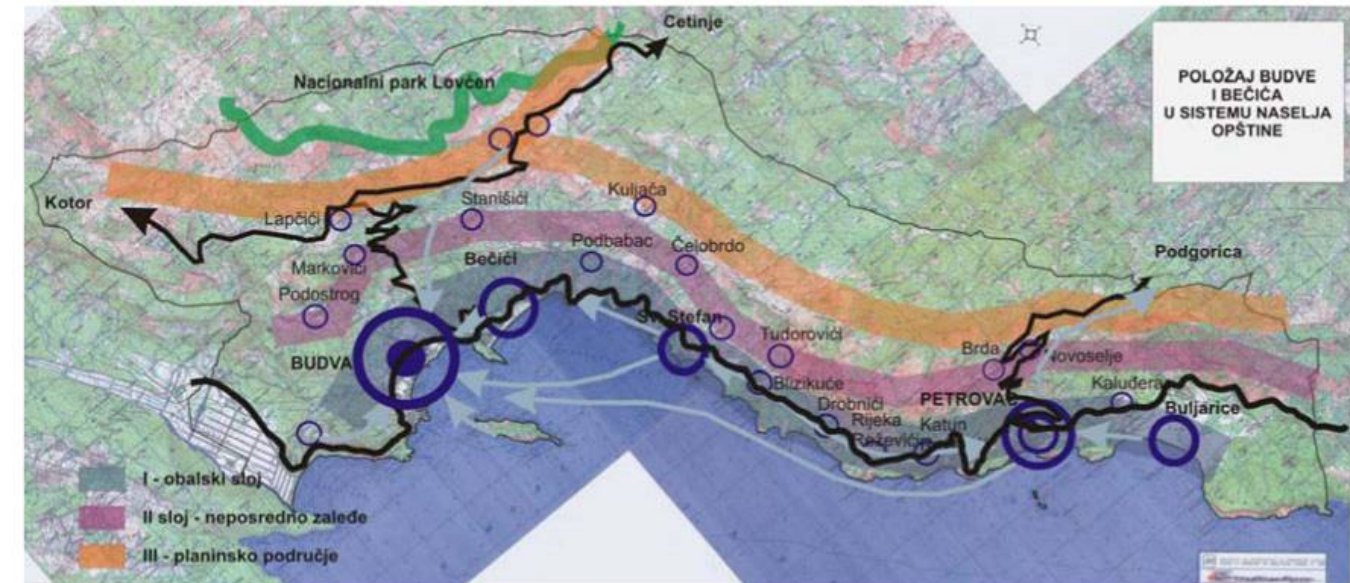 Cetinje
POLOŽAJ BUDVE
I BEČIĆA
U SISTEMU NASELJA
OPŠTINE
Nacionalni park Lovćen
Kotor
Lapčići
Stanišići
Kuljača
Markovići
Bečići
Podbabac
Čelobrdo
Podgorica
Podostrog
Sv. Stefan
BUDVA
Tudorovići
Brda
Novoselje
Blizikuće
PETROVAC
Kaluđerac
Drobnići
Buljarice
Rijeka
Katun
Reževići
I - obalski sloj
II sloj - neposredno zaleđe
III - planinsko područje